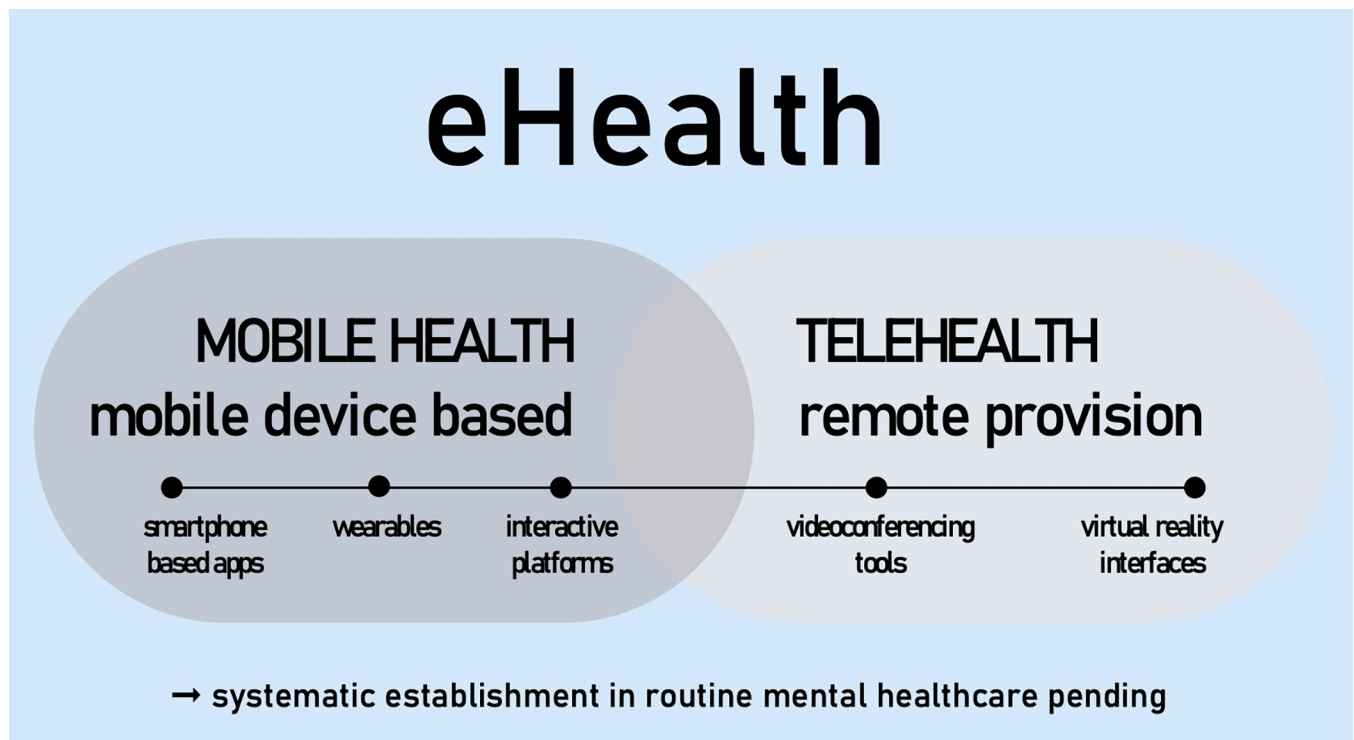 eHealth
MOBILE HEALTH
mobile device based
smartphone
based apps
wearables
interactive
platforms
TELEHEALTH
remote provision
videoconferencing
tools
virtual reality
interfaces
→ systematic establishment in routine mental healthcare pending